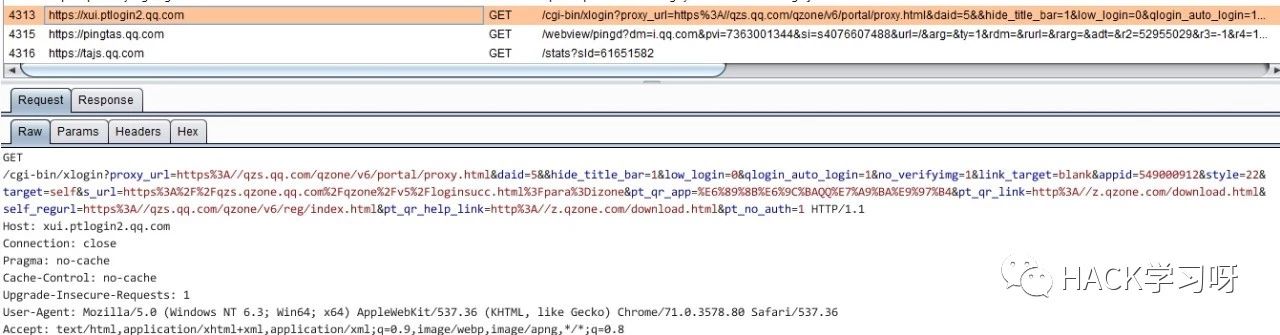 4313 https://xui.ptlogin2.qq.com GET /cgi-bin/xlogin?proxy_url=https%3A//qzs.qq.com/qzone/v6/portal/proxy.html&daid=5&&hide_title_bar=1&low_login=0&qlogin_auto_login=1...
4315 https://pingtas.qq.com GET /webview/pingd?dm=i.qq.com&pvi=7363001344&si=s4076607488&url=/&arg=&ty=1&rdm=&rurl=&rarg=&adt=&r2=52955029&r3=-1&r4=1...
4316 https://tajs.qq.com GET /stats?sId=61651582
Request Response
Raw Params Headers Hex
GET
/cgi-bin/xlogin?proxy_url=https%3A//qzs.qq.com/qzone/v6/portal/proxy.html&daid=5&&hide_title_bar=1&low_login=0&qlogin_auto_login=1&no_verifyimg=1&link_target=blank&appid=549000912&style=22&
target=self&s_url=https%3A%2F%2Fqzs.qzone.qq.com%2Fqzone%2Fv5%2Floginsucc.html%3Fpara%3Dizone&pt_qr_app=%E6%89%8B%E6%9C%BAQQ%E7%A9%BA%E9%97%B4&pt_qr_link=http%3A//z.qzone.com/download.html&
self_regurl=https%3A//qzs.qq.com/qzone/v6/reg/index.html&pt_qr_help_link=http%3A//z.qzone.com/download.html&pt_no_auth=1 HTTP/1.1
Host: xui.ptlogin2.qq.com
Connection: close
Pragma: no-cache
Cache-Control: no-cache
Upgrade-Insecure-Requests: 1
User-Agent: Mozilla/5.0 (Windows NT 6.3; Win64; x64) AppleWebKit/537.36 (KHTML, like Gecko) Chrome/71.0.3578.80 Safari/537.36
Accept: text/html,application/xhtml+xml,application/xml;q=0.9,image/webp,image/apng,*/*;q=0.8
HACK学习呀